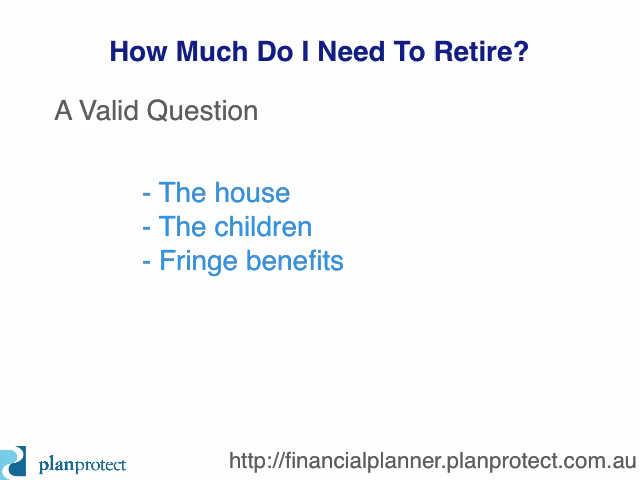 How Much Do I Need To Retire?
A Valid Question
- The house
- The children
- Fringe benefits
planprotect
http://financialplanner.planprotect.com.au